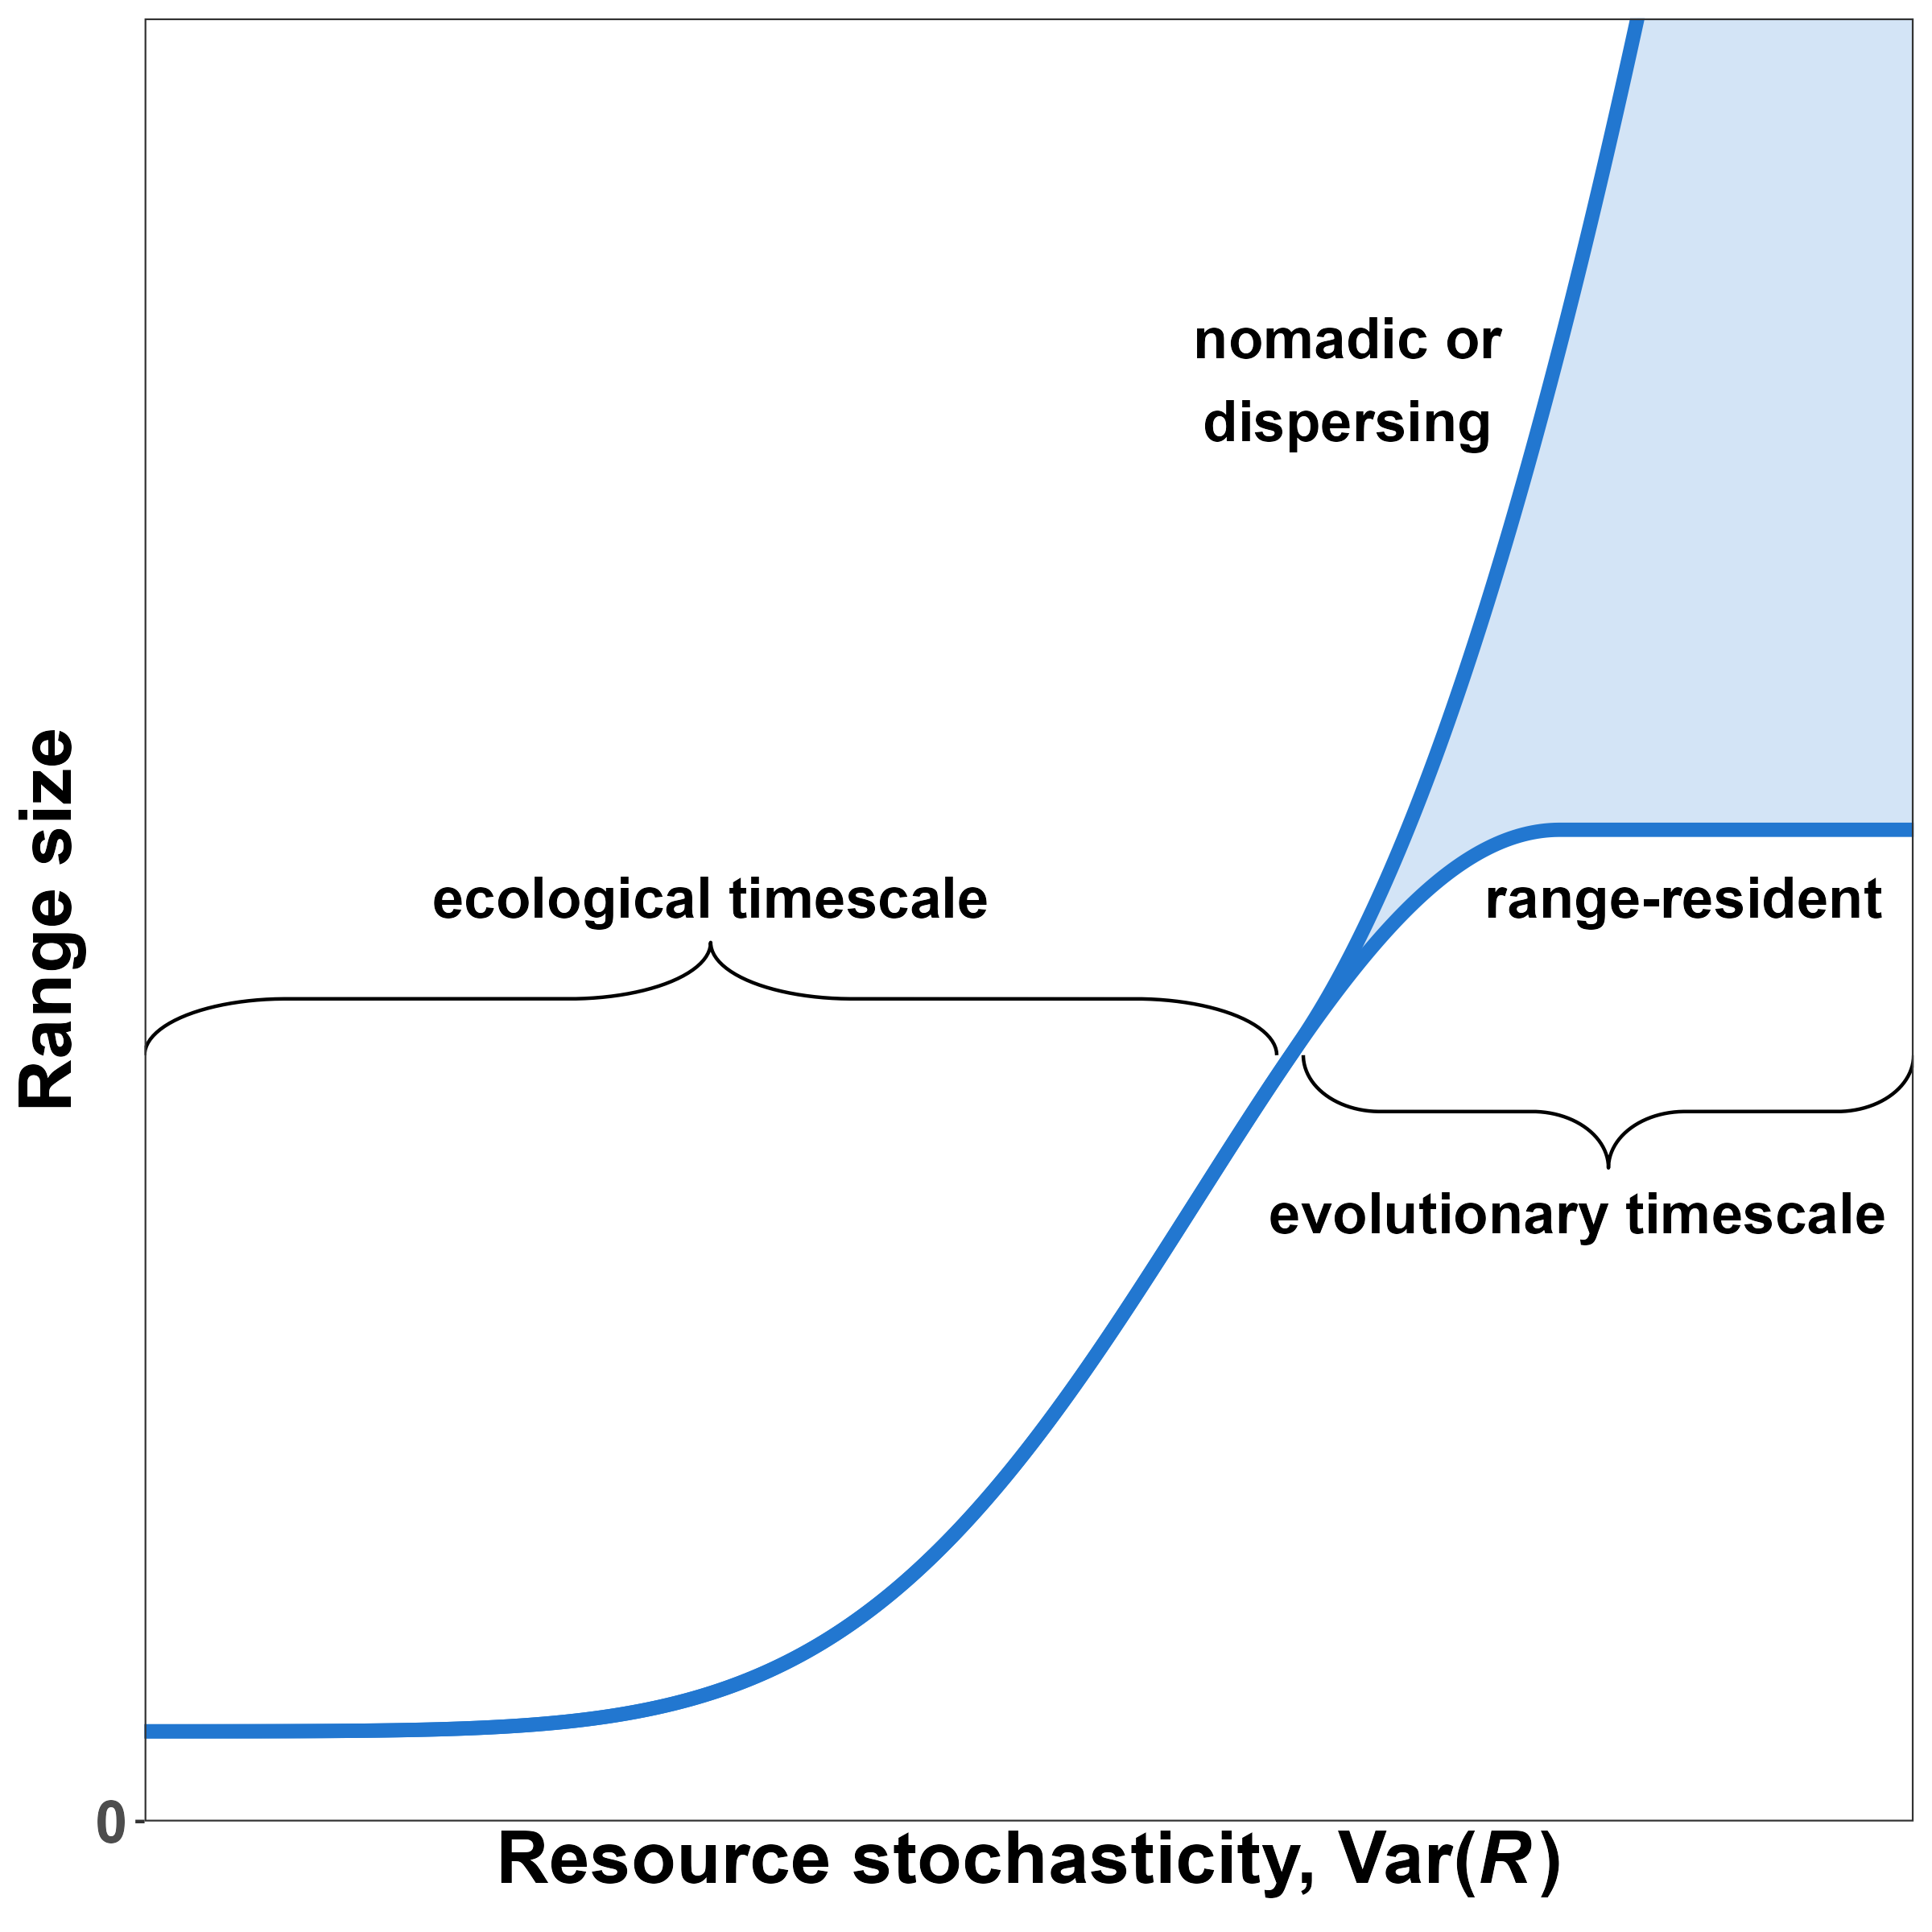 nomadic or
dispersing
range-resident
ecological timescale
evolutionary timescale
Range size
0
Resource stochasticity, Var(R)